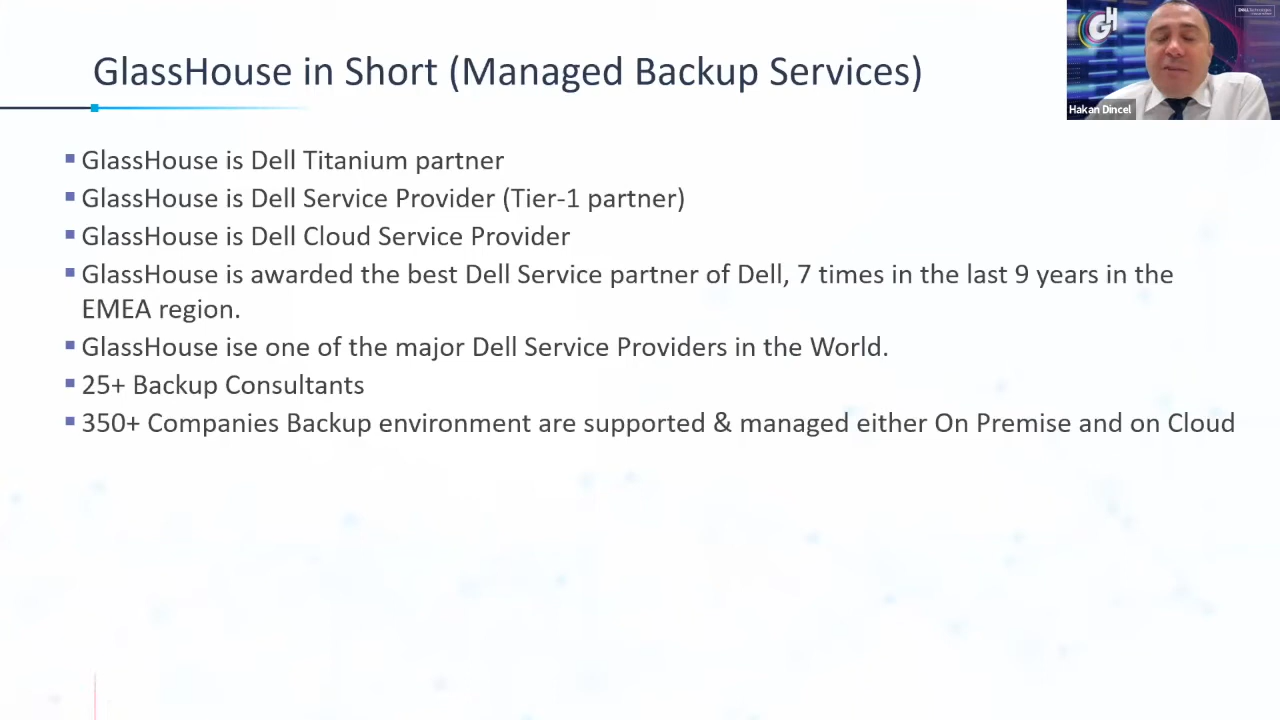 GlassHouse in Short (Managed Backup Services)
GH
DELL Technologies
Hakan Dincel
GlassHouse is Dell Titanium partner
GlassHouse is Dell Service Provider (Tier-1 partner)
GlassHouse is Dell Cloud Service Provider
GlassHouse is awarded the best Dell Service partner of Dell, 7 times in the last 9 years in the
EMEA region.
GlassHouse ise one of the major Dell Service Providers in the World.
25+ Backup Consultants
350+ Companies Backup environment are supported & managed either On Premise and on Cloud